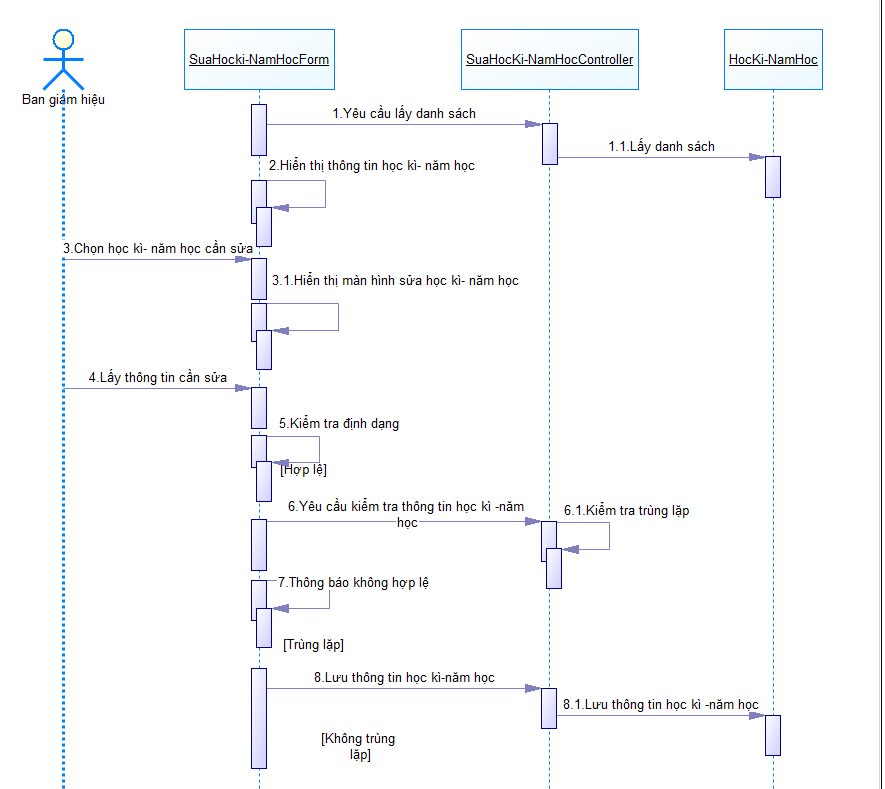 SuaHocki-NamHocForm
SuaHocKi-NamHocController
HocKi-NamHoc
Ban giám hiệu
1.Yêu cầu lấy danh sách
1.1.Lấy danh sách
2.Hiển thị thông tin học kì- năm học
3.Chọn học kì- năm học cần sửa
3.1.Hiển thị màn hình sửa học kì- năm học
4.Lấy thông tin cần sửa
5.Kiểm tra định dạng
[Hợp lệ]
6.Yêu cầu kiểm tra thông tin học kì -năm
học
6.1.Kiểm tra trùng lặp
7.Thông báo không hợp lệ
[Trùng lặp]
8.Lưu thông tin học kì-năm học
8.1.Lưu thông tin học kì -năm học
[Không trùng
lặp]